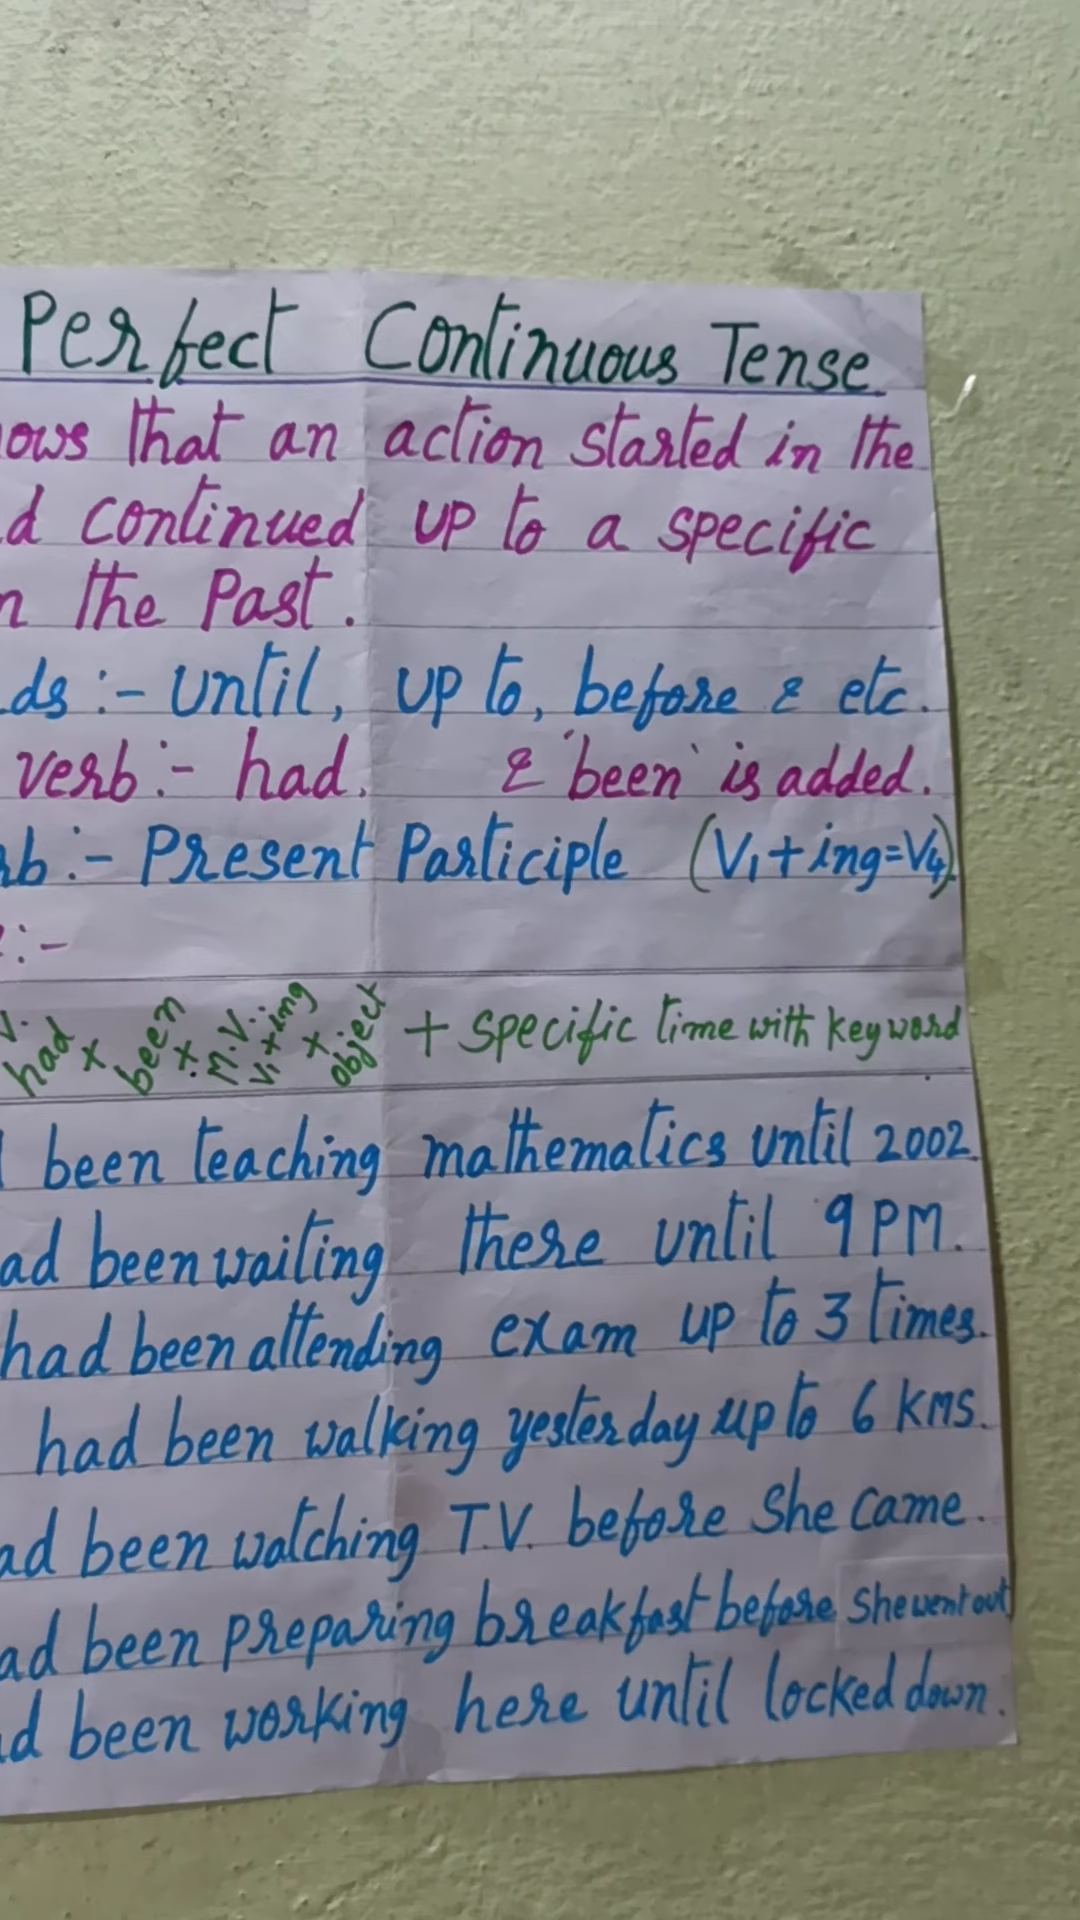 Perfect Continuous Tense
ows that an action started in the
d continued up to a specific
n the Past.
ds :- until, up to, before & etc.
verb :- had. & 'been' is added.
rb :- Present Participle (V1+ing=V4)
:-
V. had x been x m.v. V1 x ing x object + specific time with keyword
been teaching mathematics until 2002
ad been waiting there until 9 PM.
had been attending exam up to 3 times.
had been walking yesterday up to 6 KMS.
ad been watching T.V. before She came.
ad been preparing breakfast before She went out
d been working here until locked down.